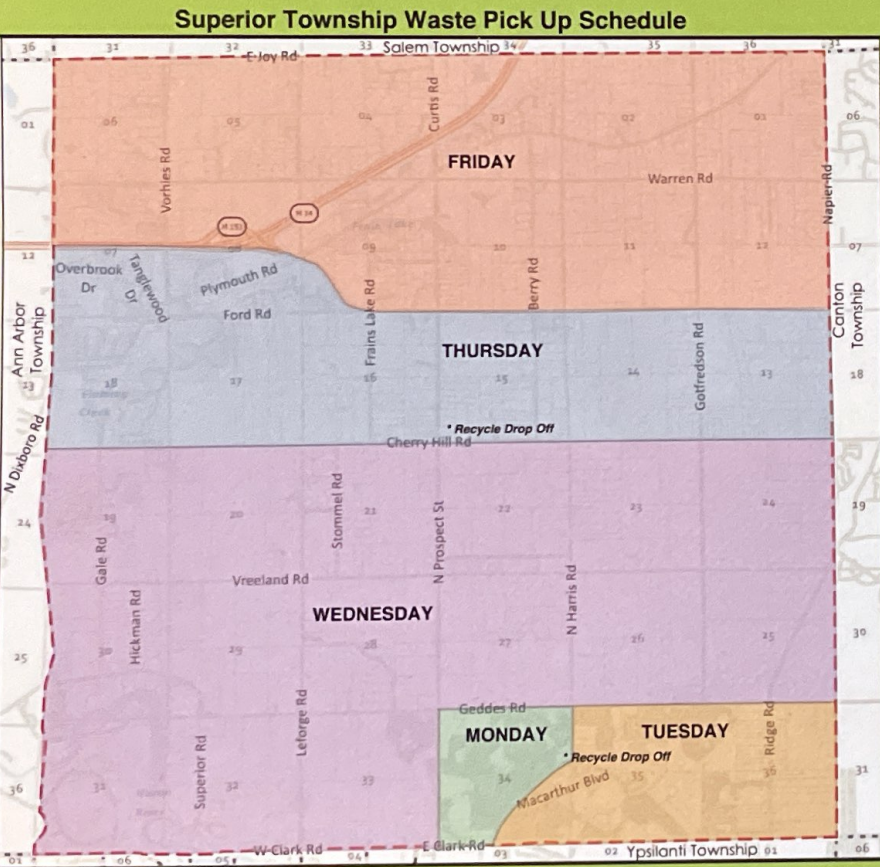 Superior Township Waste Pick Up Schedule
36 31 32 33 Salem Township 34 35 36 31
E Joy Rd
01 06 05 04 Curtis Rd 03 02 01 06
Vorhies Rd
FRIDAY
Warren Rd
Napier Rd
M 14
M 153
12 07 08 09 10 11 12 07
Overbrook
Dr
Tanglewood
Dr
Plymouth Rd
Ford Rd
Frains Lake Rd
Berry Rd
Canton
Township
Ann Arbor
Township
THURSDAY
Gotfredson Rd
13 18 17 16 15 14 13 18
Fleming
Creek
* Recycle Drop Off
Cherry Hill Rd
N Dixboro Rd
24 19 20 21 22 23 24 19
Stommel Rd
N Prospect St
Gale Rd
Vreeland Rd
Hickman Rd
N Harris Rd
WEDNESDAY
25 30 29 28 27 26 25 30
Leforge Rd
Geddes Rd
MONDAY
TUESDAY
Ridge Rd
* Recycle Drop Off
Superior Rd
Macarthur Blvd
36 31 32 33 34 35 36 31
W Clark Rd
E Clark Rd
01 06 05 04 03 02 Ypsilanti Township 01 06